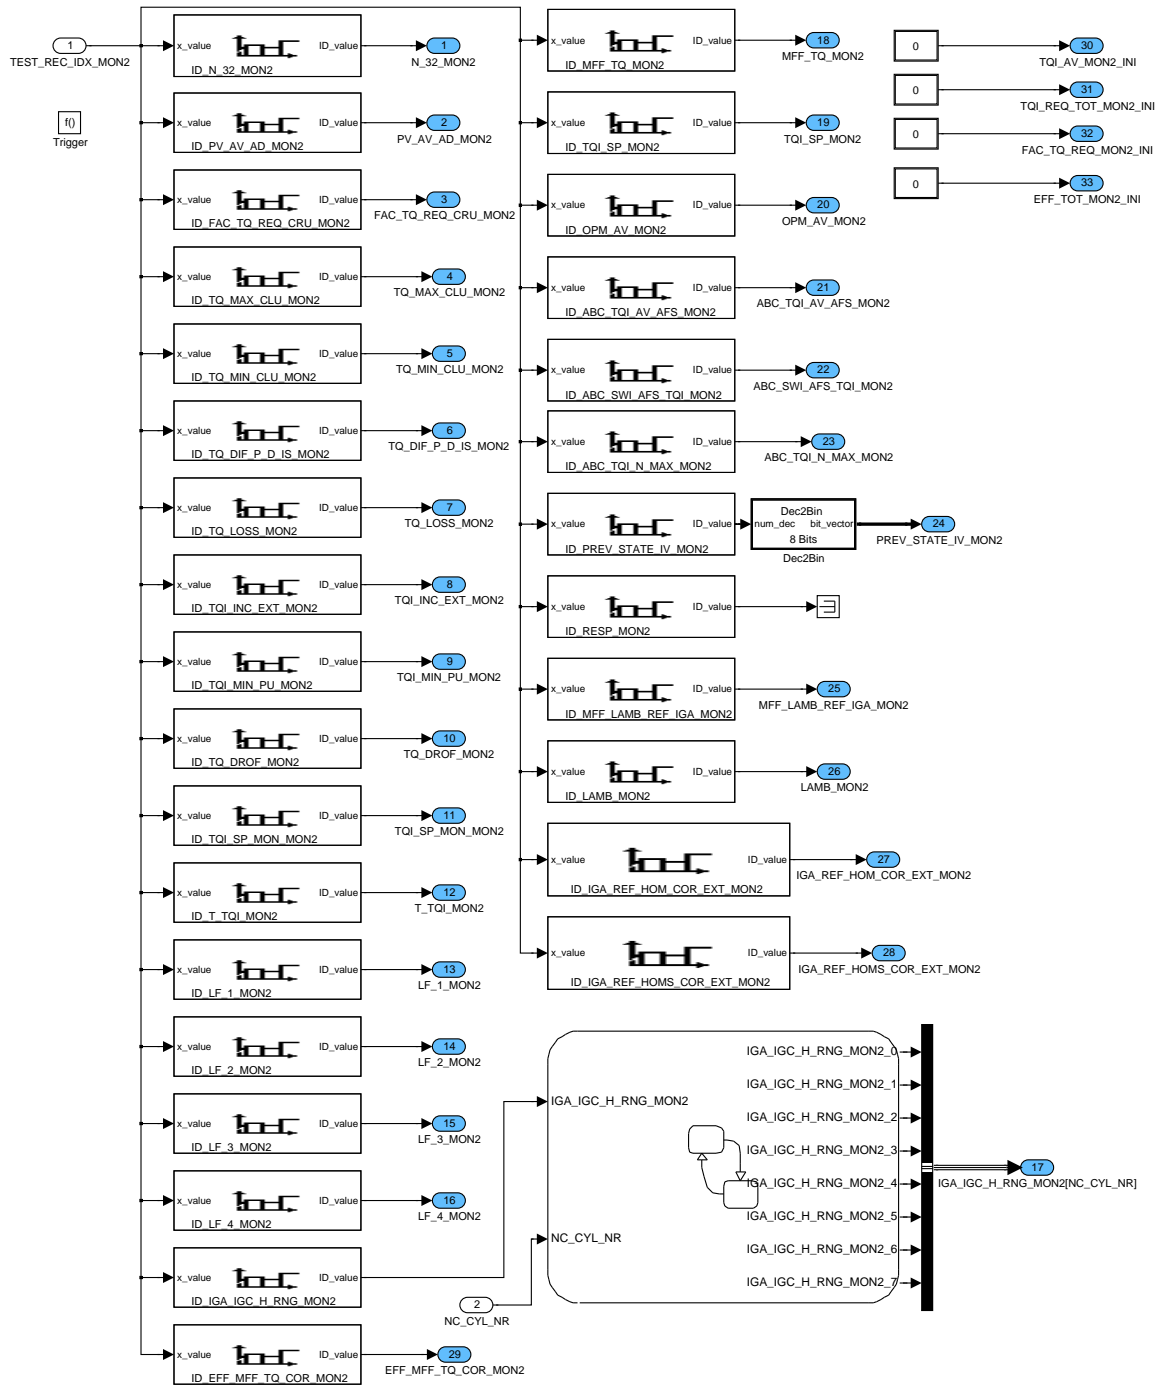 1
TEST_REC_IDX_MON2
f()
Trigger
x_value
ID_value
ID_N_32_MON2
1
N_32_MON2
x_value
ID_value
ID_PV_AV_AD_MON2
2
PV_AV_AD_MON2
x_value
ID_value
ID_FAC_TQ_REQ_CRU_MON2
3
FAC_TQ_REQ_CRU_MON2
x_value
ID_value
ID_TQ_MAX_CLU_MON2
4
TQ_MAX_CLU_MON2
x_value
ID_value
ID_TQ_MIN_CLU_MON2
5
TQ_MIN_CLU_MON2
x_value
ID_value
ID_TQ_DIF_P_D_IS_MON2
6
TQ_DIF_P_D_IS_MON2
x_value
ID_value
ID_TQ_LOSS_MON2
7
TQ_LOSS_MON2
x_value
ID_value
ID_TQI_INC_EXT_MON2
8
TQI_INC_EXT_MON2
x_value
ID_value
ID_TQI_MIN_PU_MON2
9
TQI_MIN_PU_MON2
x_value
ID_value
ID_TQ_DROF_MON2
10
TQ_DROF_MON2
x_value
ID_value
ID_TQI_SP_MON_MON2
11
TQI_SP_MON_MON2
x_value
ID_value
ID_T_TQI_MON2
12
T_TQI_MON2
x_value
ID_value
ID_LF_1_MON2
13
LF_1_MON2
x_value
ID_value
ID_LF_2_MON2
14
LF_2_MON2
x_value
ID_value
ID_LF_3_MON2
15
LF_3_MON2
x_value
ID_value
ID_LF_4_MON2
16
LF_4_MON2
x_value
ID_value
ID_IGA_IGC_H_RNG_MON2
2
NC_CYL_NR
x_value
ID_value
ID_EFF_MFF_TQ_COR_MON2
29
EFF_MFF_TQ_COR_MON2
x_value
ID_value
ID_MFF_TQ_MON2
18
MFF_TQ_MON2
x_value
ID_value
ID_TQI_SP_MON2
19
TQI_SP_MON2
x_value
ID_value
ID_OPM_AV_MON2
20
OPM_AV_MON2
x_value
ID_value
ID_ABC_TQI_AV_AFS_MON2
21
ABC_TQI_AV_AFS_MON2
x_value
ID_value
ID_ABC_SWI_AFS_TQI_MON2
22
ABC_SWI_AFS_TQI_MON2
x_value
ID_value
ID_ABC_TQI_N_MAX_MON2
23
ABC_TQI_N_MAX_MON2
x_value
ID_value
ID_PREV_STATE_IV_MON2
Dec2Bin
num_dec
bit_vector
8 Bits
Dec2Bin
24
PREV_STATE_IV_MON2
x_value
ID_value
ID_RESP_MON2
x_value
ID_value
ID_MFF_LAMB_REF_IGA_MON2
25
MFF_LAMB_REF_IGA_MON2
x_value
ID_value
ID_LAMB_MON2
26
LAMB_MON2
x_value
ID_value
ID_IGA_REF_HOM_COR_EXT_MON2
27
IGA_REF_HOM_COR_EXT_MON2
x_value
ID_value
ID_IGA_REF_HOMS_COR_EXT_MON2
28
IGA_REF_HOMS_COR_EXT_MON2
IGA_IGC_H_RNG_MON2
NC_CYL_NR
IGA_IGC_H_RNG_MON2_0
IGA_IGC_H_RNG_MON2_1
IGA_IGC_H_RNG_MON2_2
IGA_IGC_H_RNG_MON2_3
IGA_IGC_H_RNG_MON2_4
IGA_IGC_H_RNG_MON2_5
IGA_IGC_H_RNG_MON2_6
IGA_IGC_H_RNG_MON2_7
17
IGA_IGC_H_RNG_MON2[NC_CYL_NR]
0
30
TQI_AV_MON2_INI
0
31
TQI_REQ_TOT_MON2_INI
0
32
FAC_TQ_REQ_MON2_INI
0
33
EFF_TOT_MON2_INI